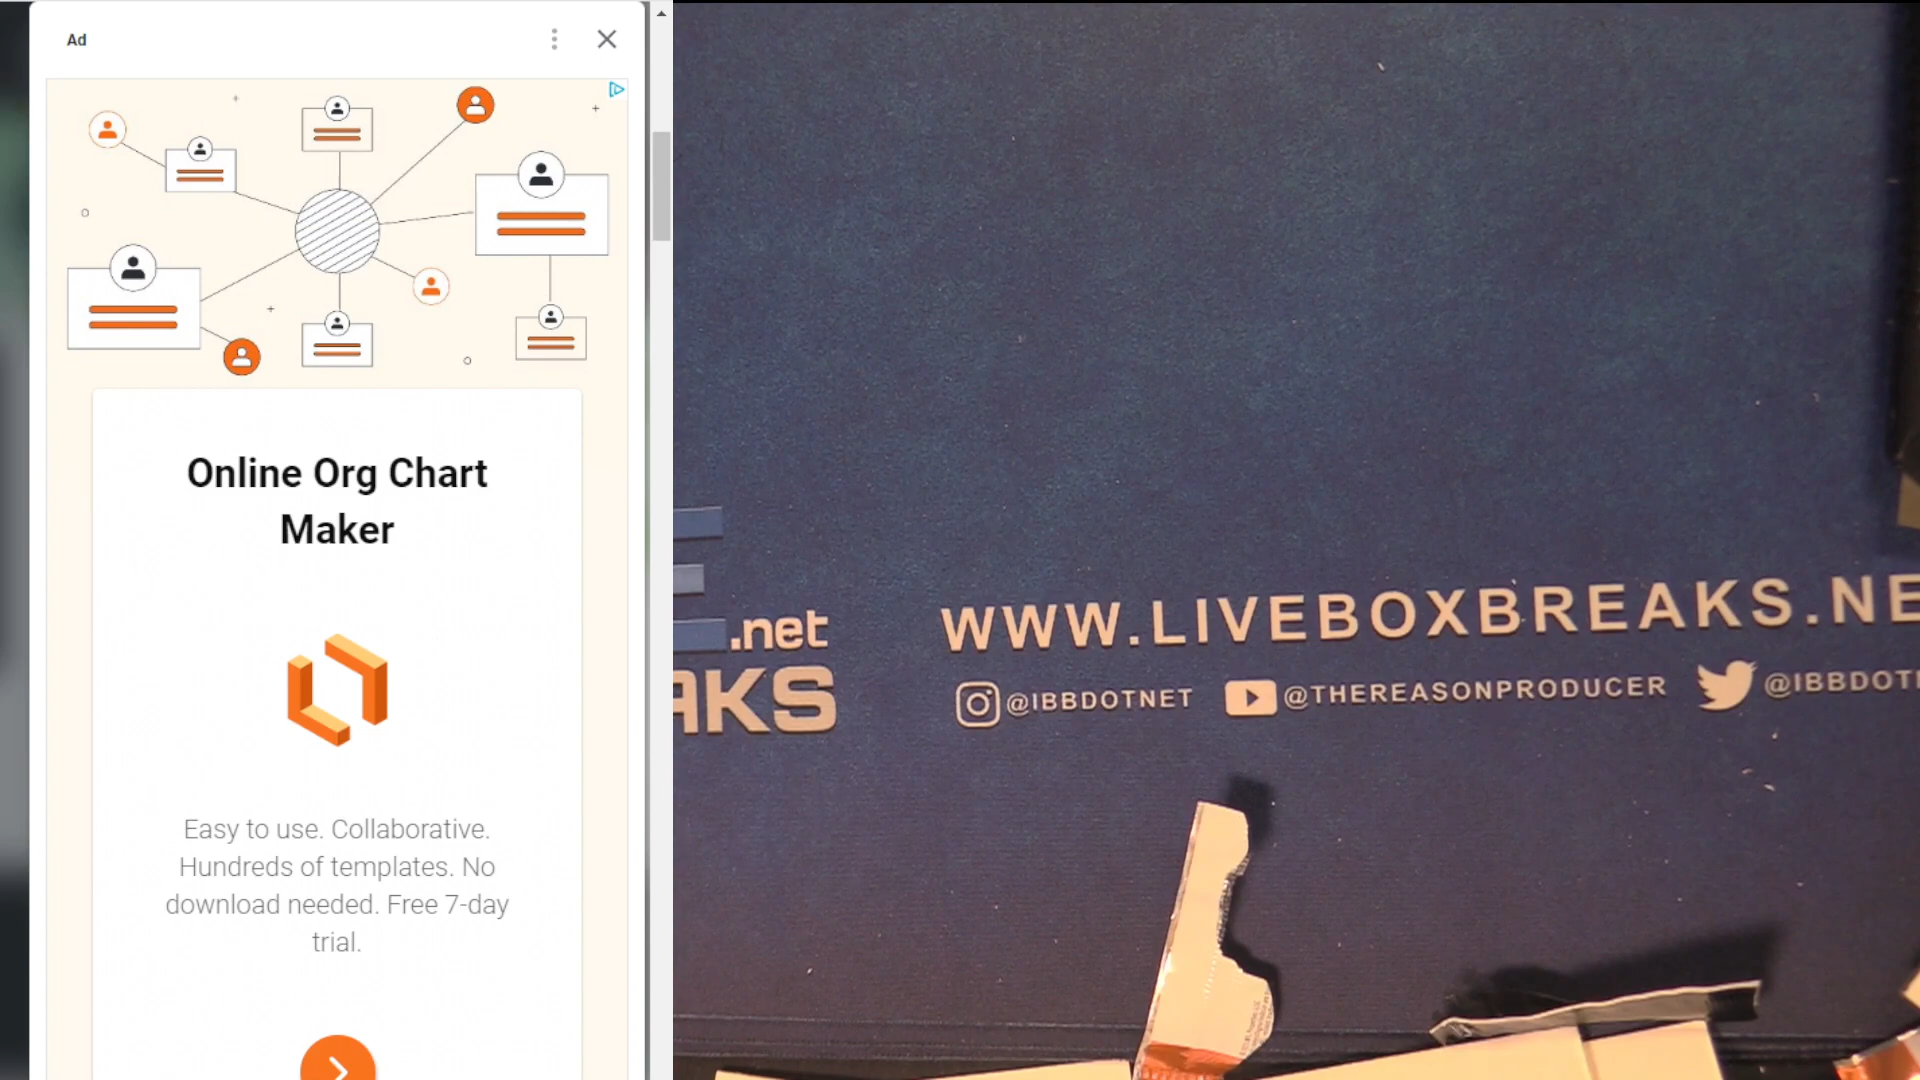 Ad
Online Org Chart
Maker
Easy to use. Collaborative.
Hundreds of templates. No
download needed. Free 7-day
trial.
.net
AKS
WWW.LIVEBOXBREAKS.NE
@IBBDOTNET @THEREASONPRODUCER @IBBDOT